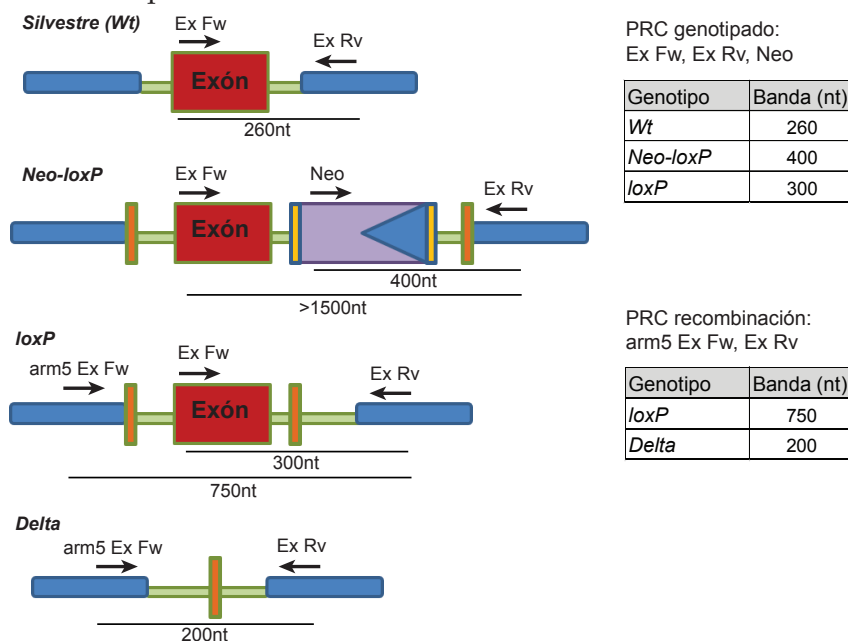 Silvestre (Wt)
Ex Fw
Ex Rv
Exón
260nt
Neo-loxP
Ex Fw
Neo
Ex Rv
Exón
400nt
>1500nt
loxP
arm5 Ex Fw
Ex Fw
Ex Rv
Exón
300nt
750nt
Delta
arm5 Ex Fw
Ex Rv
200nt
PRC genotipado:
Ex Fw, Ex Rv, Neo
Genotipo Banda (nt)
Wt 260
Neo-loxP 400
loxP 300
PRC recombinación:
arm5 Ex Fw, Ex Rv
Genotipo Banda (nt)
loxP 750
Delta 200